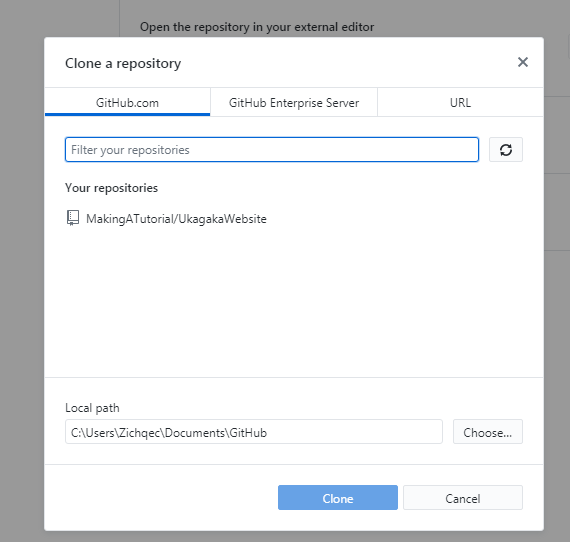 Open the repository in your external editor
Clone a repository
GitHub.com GitHub Enterprise Server URL
Filter your repositories
Your repositories
MakingATutorial/UkagakaWebsite
Local path
C:\Users\Zichqec\Documents\GitHub Choose...
Clone Cancel